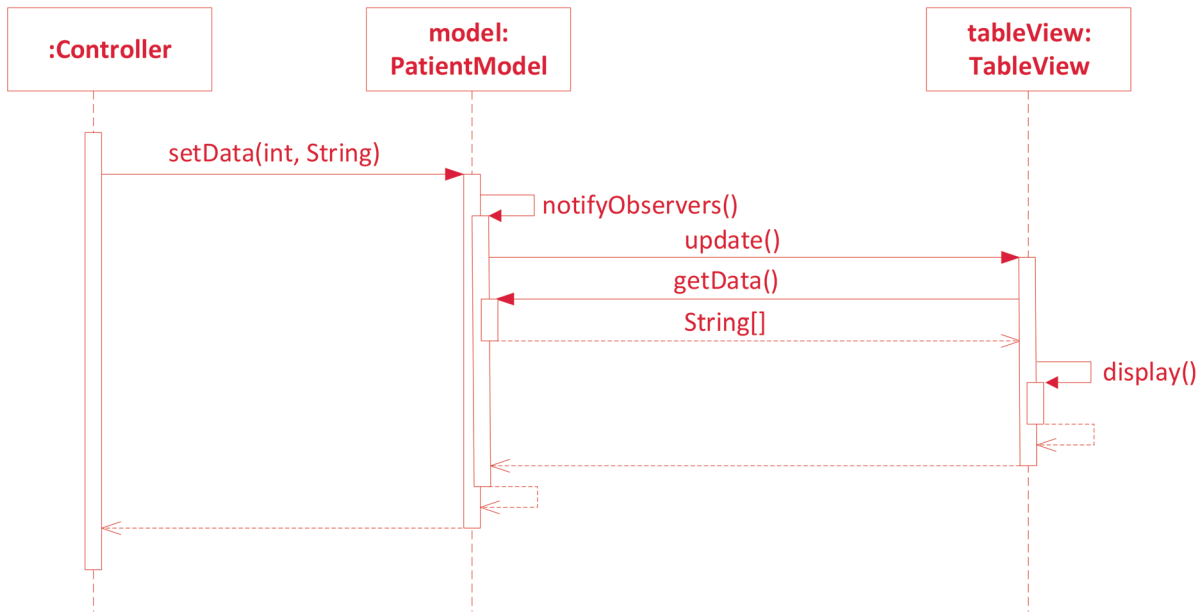 :Controller
model:
PatientModel
tableView:
TableView
setData(int, String)
notifyObservers()
update()
getData()
String[]
display()